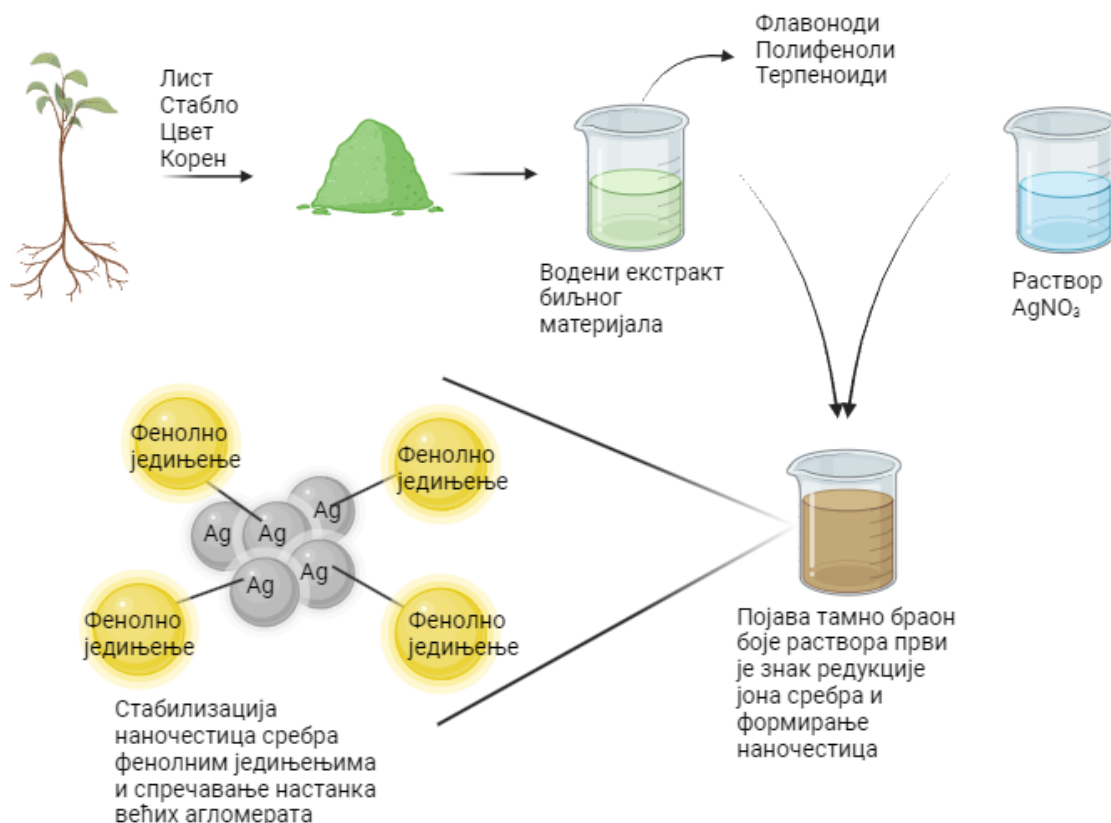 Флавоноди
Полифеноли
Терпеноиди
Лист
Стабло
Цвет
Корен
Водени екстракт
биљног
материјала
Раствор
AgNO₃
Фенолно
једињење
Фенолно
једињење
Ag
Ag
Ag
Ag
Ag
Фенолно
једињење
Фенолно
једињење
Појава тамно браон
боје раствора први
је знак редукције
јона сребра и
формирање
наночестица
Стабилизација
наночестица сребра
фенолним једињењима
и спречавање настанка
већих агломерата